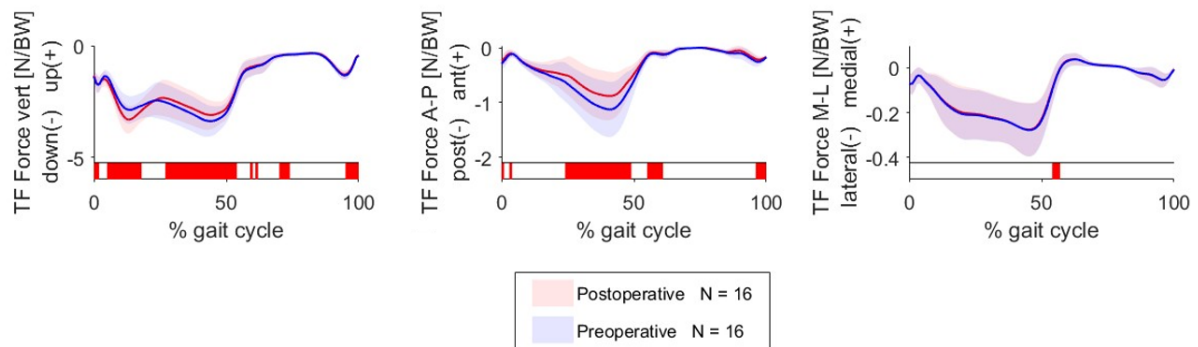 TF Force vert [N/BW]
down(-) up(+)
0
-5
0 50 100
% gait cycle
TF Force A-P [N/BW]
post(-) ant(+)
0
-1
-2
0 50 100
% gait cycle
TF Force M-L [N/BW]
lateral(-) medial(+)
0
-0.2
-0.4
0 50 100
% gait cycle
Postoperative N = 16
Preoperative N = 16